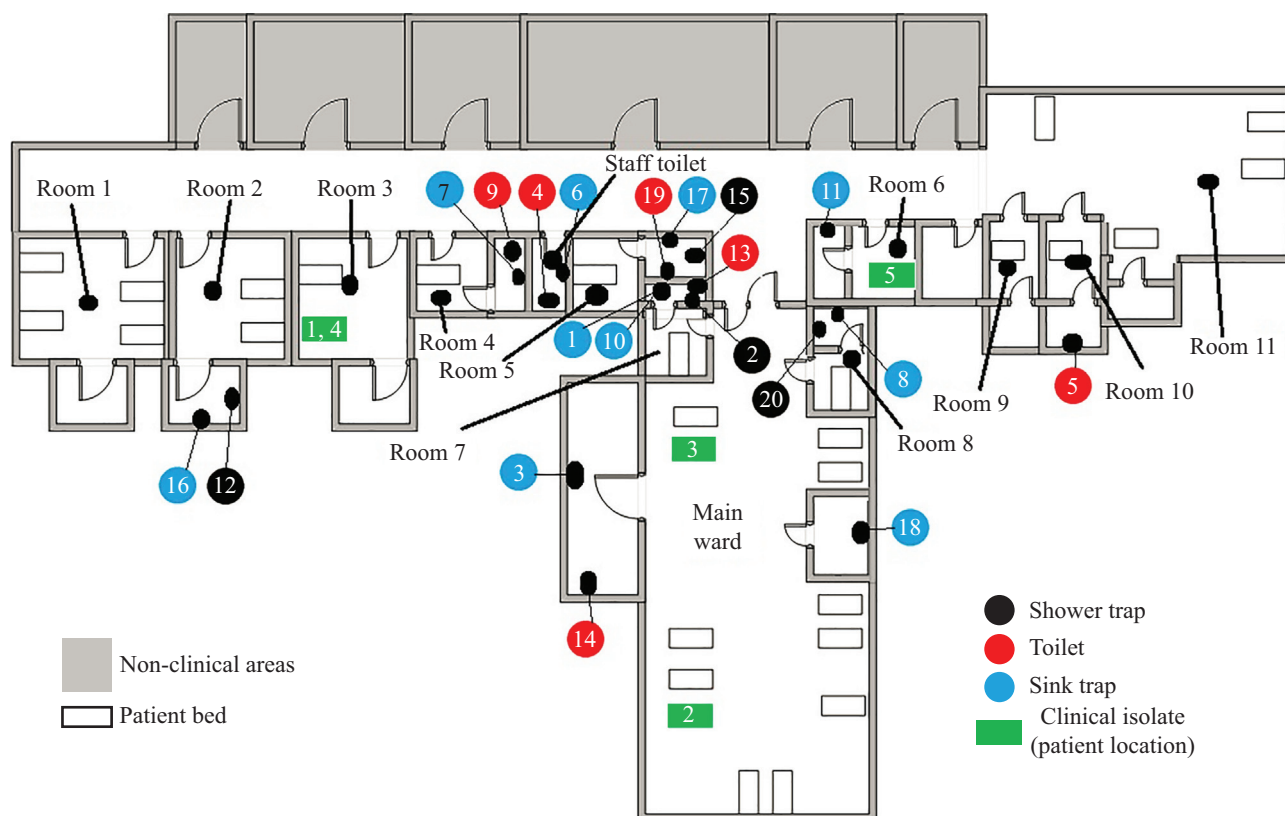 Staff toilet
Room 1
Room 2
Room 3
7
9
4
6
19
17
15
11
Room 6
13
5
1, 4
Room 4
Room 5
1
10
2
8
20
5
Room 9
Room 10
Room 11
Room 7
Room 8
16
12
3
3
Main
ward
18
14
2
Non-clinical areas
Patient bed
Shower trap
Toilet
Sink trap
Clinical isolate
(patient location)